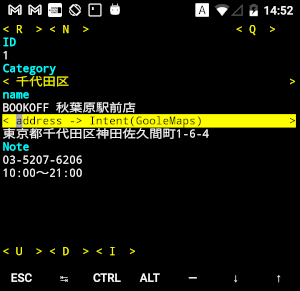 A 14:52
< R > < N > < Q >
ID
1
Category
< 千代田区 >
name
BOOKOFF 秋葉原駅前店
< address -> Intent(GooleMaps) >
東京都千代田区神田佐久間町1-6-4
Note
03-5207-6206
10:00〜21:00
< U > < D > < I >
ESC ↹ CTRL ALT — ↓ ↑